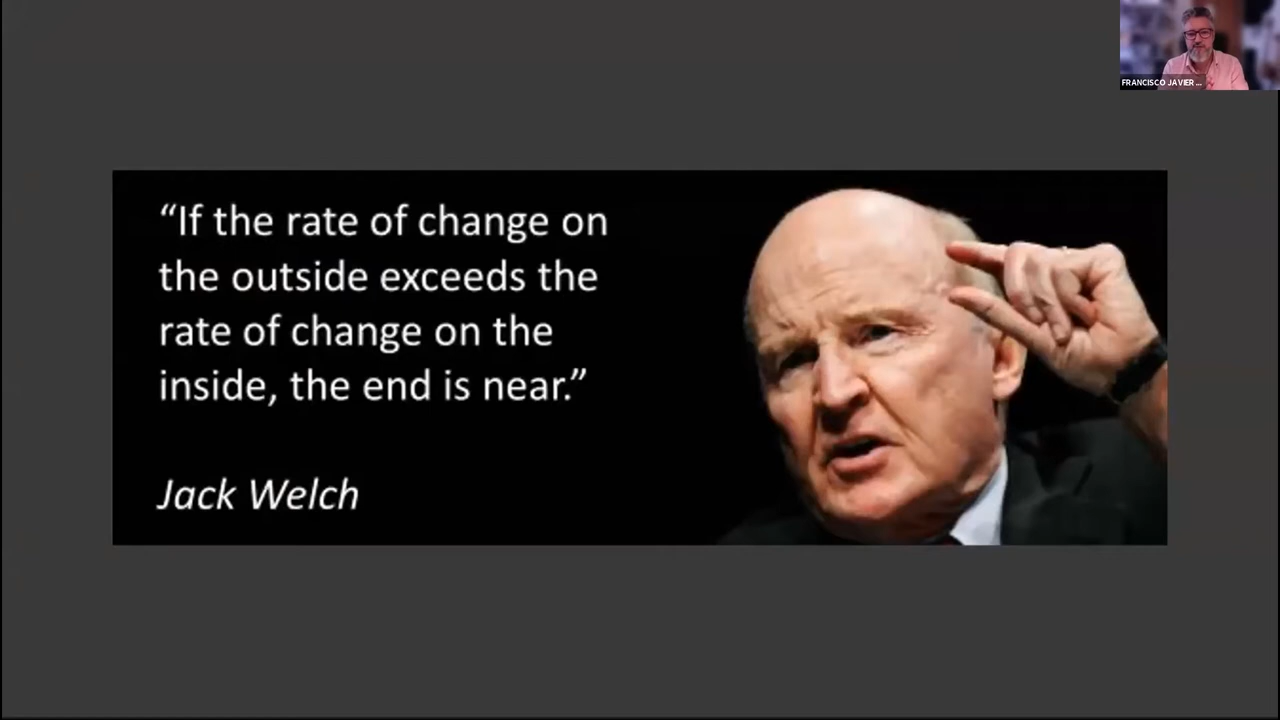 FRANCISCO JAVIER ...
“If the rate of change on
the outside exceeds the
rate of change on the
inside, the end is near.”
Jack Welch